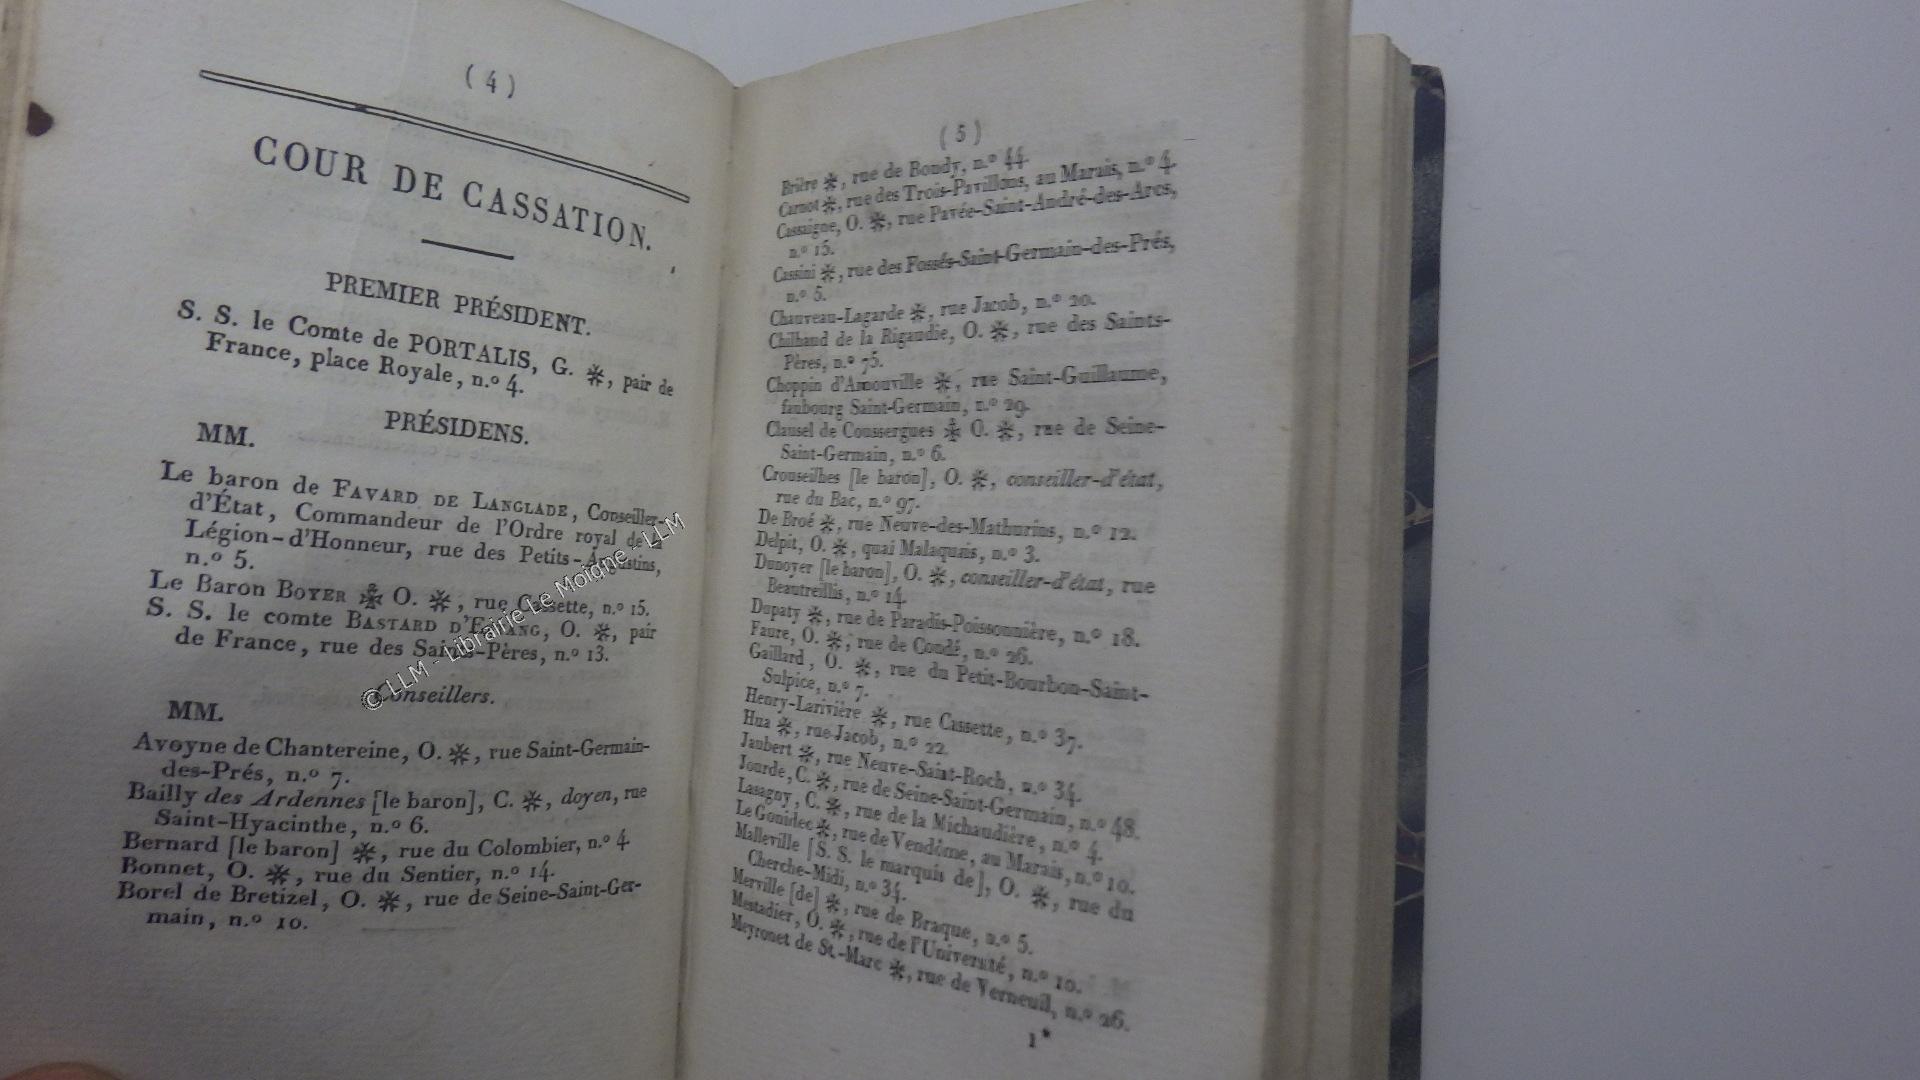 ( 4 )
COUR DE CASSATION.
PREMIER PRÉSIDENT.
S. S. le Comte de PORTALIS, G. ✻, pair de
France, place Royale, n.º 4.
PRÉSIDENS.
MM.
Le baron de FAVARD DE LANGLADE, Conseiller-
d'État, Commandeur de l'Ordre royal de la
Légion-d'Honneur, rue des Petits-Augustins,
n.º 5.
Le Baron BOYER ⚜ O. ✻, rue Cassette, n.º 15.
S. S. le comte BASTARD D'ESTANG, O. ✻, pair
de France, rue des Saints-Pères, n.º 13.
Conseillers.
MM.
Avoyne de Chantereine, O. ✻, rue Saint-Germain-
des-Prés, n.º 7.
Bailly des Ardennes [le baron], C. ✻, doyen, rue
Saint-Hyacinthe, n.º 6.
Bernard [le baron] ✻, rue du Colombier, n.º 4.
Bonnet, O. ✻, rue du Sentier, n.º 14.
Borel de Bretizel, O. ✻, rue de Seine-Saint-Ger-
main, n.º 10.
© LLM - Librairie Le Moigne - LLM
( 5 )
Brière ✻, rue de Bondy, n.º 44.
Carnot ✻, rue des Trois-Pavillons, au Marais, n.º 4.
Cassaigne, O. ✻, rue Pavée-Saint-André-des-Arcs,
n.º 15.
Cassini ✻, rue des Fossés-Saint-Germain-des-Prés,
n.º 5.
Chauveau-Lagarde ✻, rue Jacob, n.º 20.
Chilhaud de la Rigaudie, O. ✻, rue des Saints-
Pères, n.º 75.
Choppin d'Arnouville ✻, rue Saint-Guillaume,
faubourg Saint-Germain, n.º 29.
Clausel de Coussergues ⚜ O. ✻, rue de Seine-
Saint-Germain, n.º 6.
Crouseilhes [le baron], O. ✻, conseiller-d'état,
rue du Bac, n.º 97.
De Broé ✻, rue Neuve-des-Mathurins, n.º 12.
Delpit, O. ✻, quai Malaquais, n.º 3.
Dunoyer [le baron], O. ✻, conseiller-d'état, rue
Beautreillis, n.º 14.
Dupaty ✻, rue de Paradis-Poissonnière, n.º 18.
Faure, O. ✻, rue de Condé, n.º 26.
Gaillard, O. ✻, rue du Petit-Bourbon-Saint-
Sulpice, n.º 7.
Henry-Larivière ✻, rue Cassette, n.º 37.
Hua ✻, rue Jacob, n.º 22.
Jaubert ✻, rue Neuve-Saint-Roch, n.º 34.
Jourde, C. ✻, rue de Seine-Saint-Germain, n.º 48.
Lasagny, C. ✻, rue de la Michaudière, n.º 4.
Le Gonidec ✻, rue de Vendôme, au Marais, n.º 10.
Malleville [S. S. le marquis de], O. ✻, rue du
Cherche-Midi, n.º 34.
Merville [de] ✻, rue de Braque, n.º 5.
Mestadier, O. ✻, rue de l'Université, n.º 10.
Meyronet de St.-Marc ✻, rue de Verneuil, n.º 26.
1*